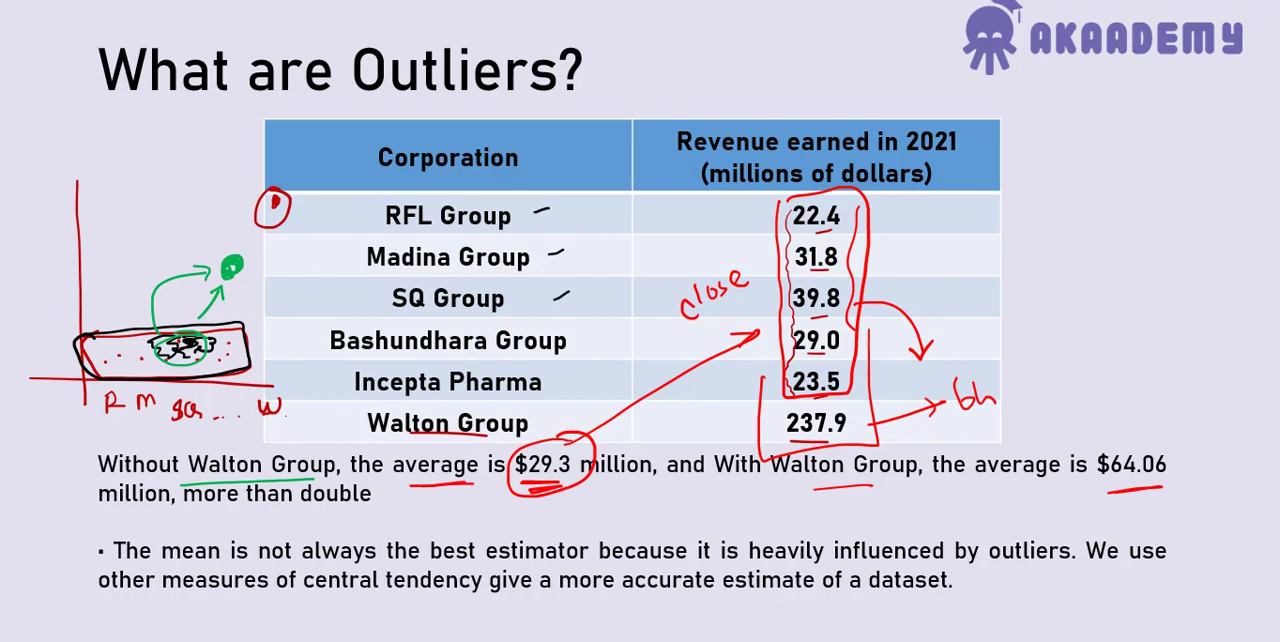 AKAADEMY
What are Outliers?
Corporation
Revenue earned in 2021
(millions of dollars)
RFL Group
22.4
Madina Group
31.8
SQ Group
39.8
close
Bashundhara Group
29.0
Incepta Pharma
23.5
Walton Group
237.9
R M SQ ... W
Without Walton Group, the average is $29.3 million, and With Walton Group, the average is $64.06
million, more than double
▪ The mean is not always the best estimator because it is heavily influenced by outliers. We use
other measures of central tendency give a more accurate estimate of a dataset.